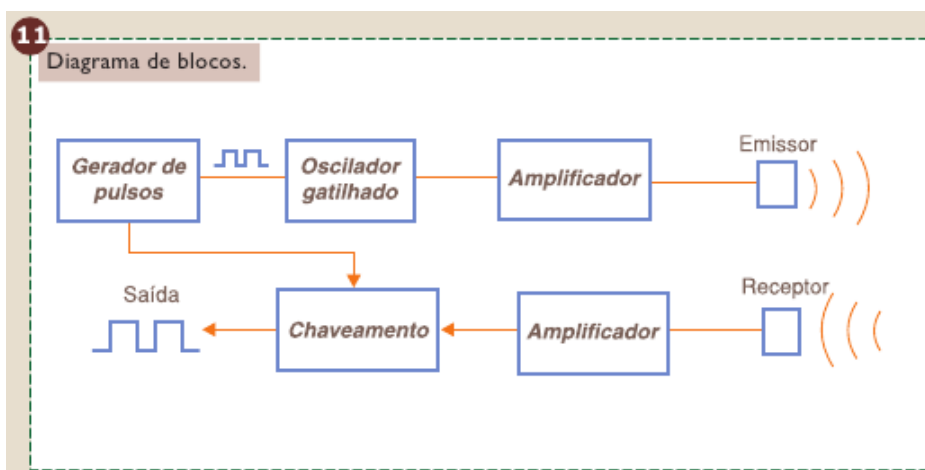 11
Diagrama de blocos.
Gerador de
pulsos
Oscilador
gatilhado
Amplificador
Emissor
Saída
Chaveamento
Amplificador
Receptor